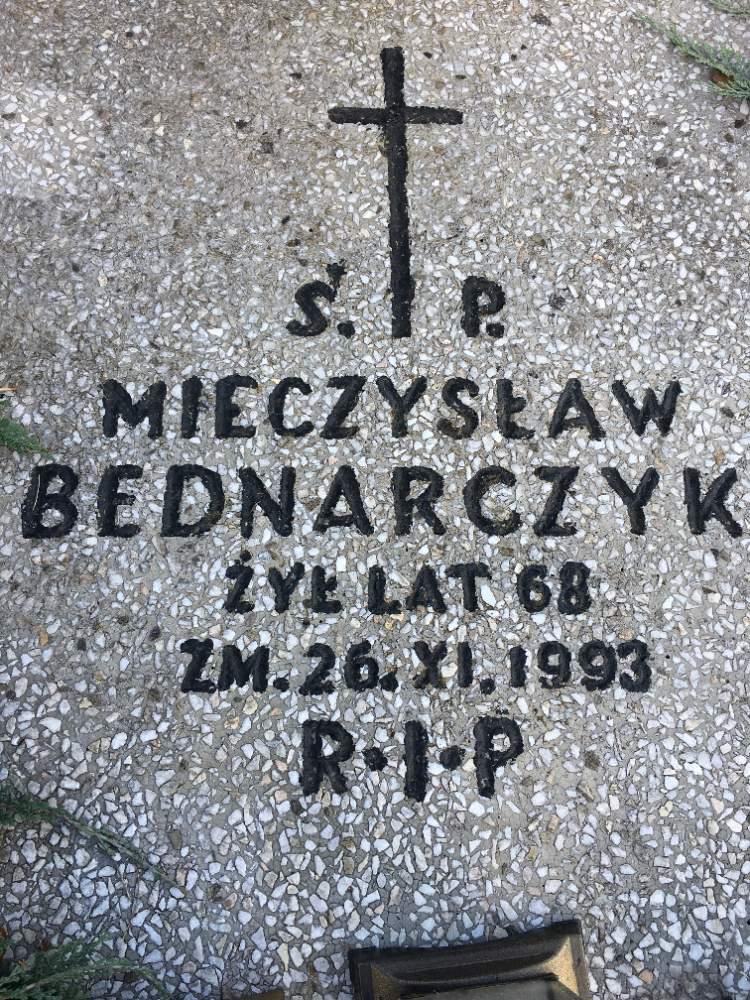 Ś. P.
MIECZYSŁAW
BEDNARCZYK
ŻYŁ LAT 68
ZM. 26. XI. 1993
R·I·P